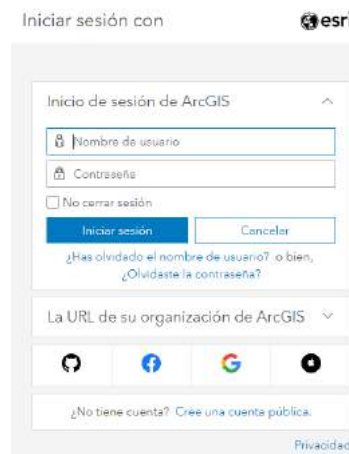 Iniciar sesión con
esri
Inicio de sesión de ArcGIS
Nombre de usuario
Contraseña
No cerrar sesión
Iniciar sesión
Cancelar
¿Has olvidado el nombre de usuario? o bien,
¿Olvidaste la contraseña?
La URL de su organización de ArcGIS
¿No tiene cuenta? Cree una cuenta pública.
Privacidad